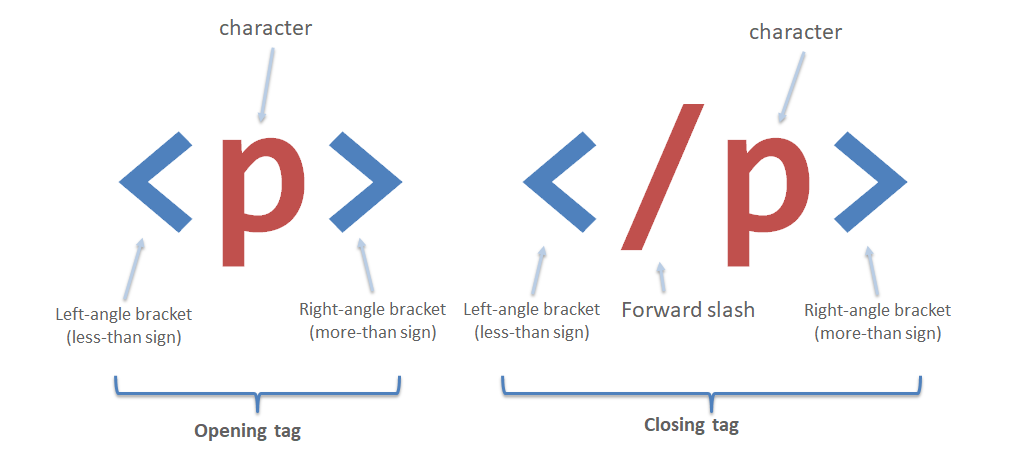 character
<p>
Left-angle bracket
(less-than sign)
Right-angle bracket
(more-than sign)
Opening tag
character
</p>
Left-angle bracket
(less-than sign)
Forward slash
Right-angle bracket
(more-than sign)
Closing tag